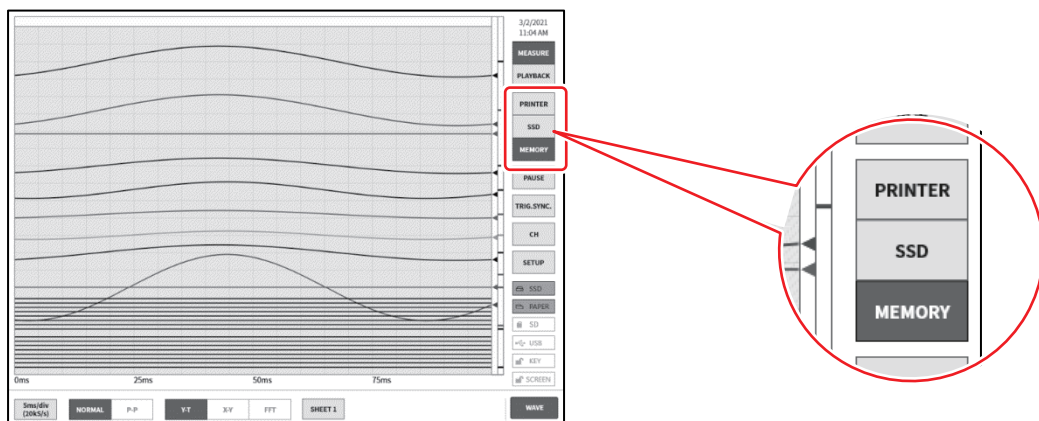 3/2/2021
11:04 AM
MEASURE
PLAYBACK
PRINTER
SSD
MEMORY
PAUSE
TRIG.SYNC.
CH
SETUP
SSD
PAPER
SD
USB
KEY
SCREEN
0ms 25ms 50ms 75ms
5ms/div
(20kS/s)
NORMAL P-P Y-T X-Y FFT SHEET 1 WAVE
PRINTER
SSD
MEMORY